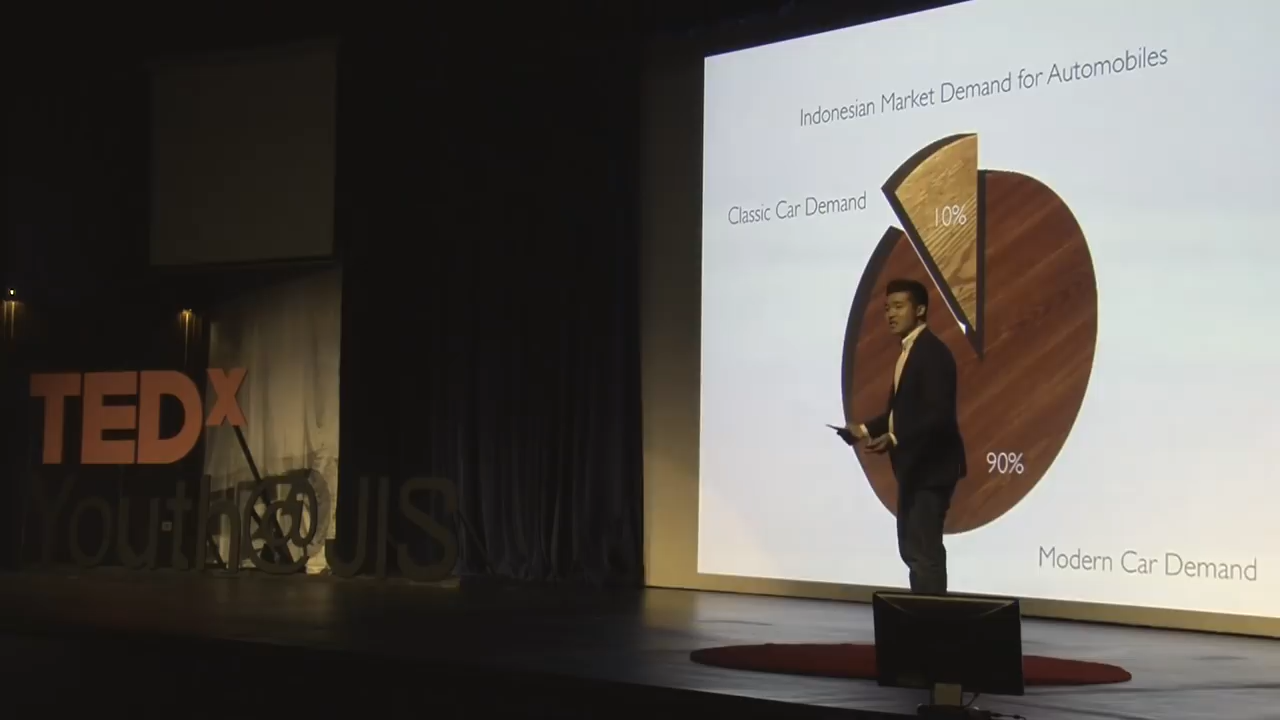 Indonesian Market Demand for Automobiles
Classic Car Demand
10%
90%
Modern Car Demand
TEDx
Youth@JIS